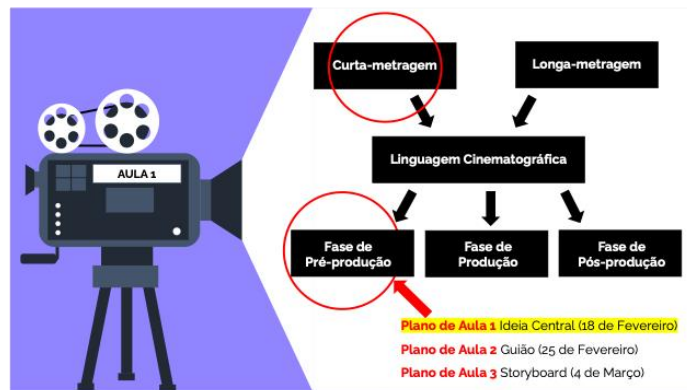 AULA 1
Curta-metragem
Longa-metragem
Linguagem Cinematográfica
Fase de
Pré-produção
Fase de
Produção
Fase de
Pós-produção
Plano de Aula 1 Ideia Central (18 de Fevereiro)
Plano de Aula 2 Guião (25 de Fevereiro)
Plano de Aula 3 Storyboard (4 de Março)